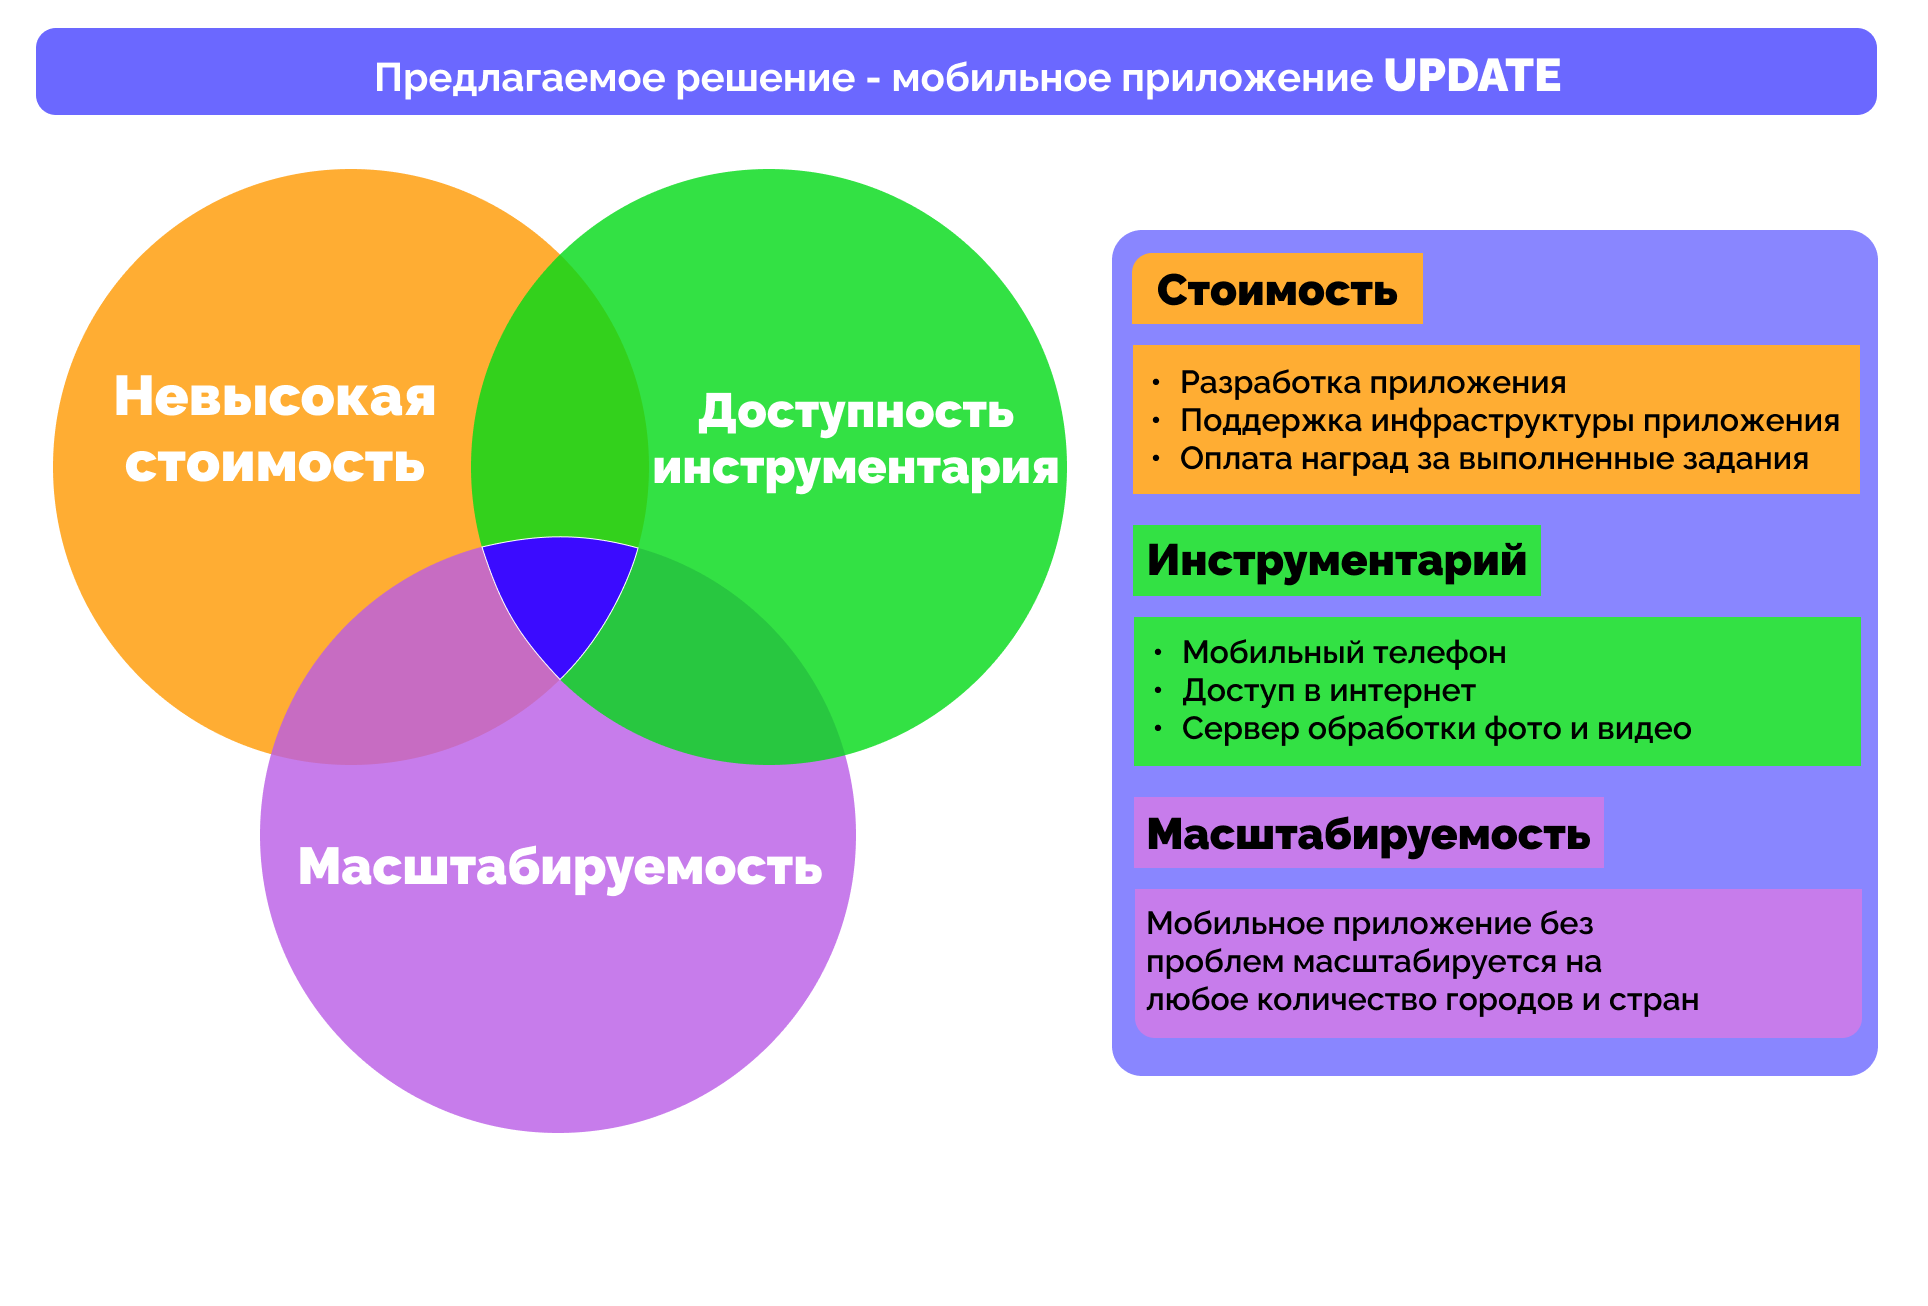 Предлагаемое решение - мобильное приложение UPDATE
Невысокая
стоимость
Доступность
инструментария
Масштабируемость
Стоимость
• Разработка приложения
• Поддержка инфраструктуры приложения
• Оплата наград за выполненные задания
Инструментарий
• Мобильный телефон
• Доступ в интернет
• Сервер обработки фото и видео
Масштабируемость
Мобильное приложение без
проблем масштабируется на
любое количество городов и стран